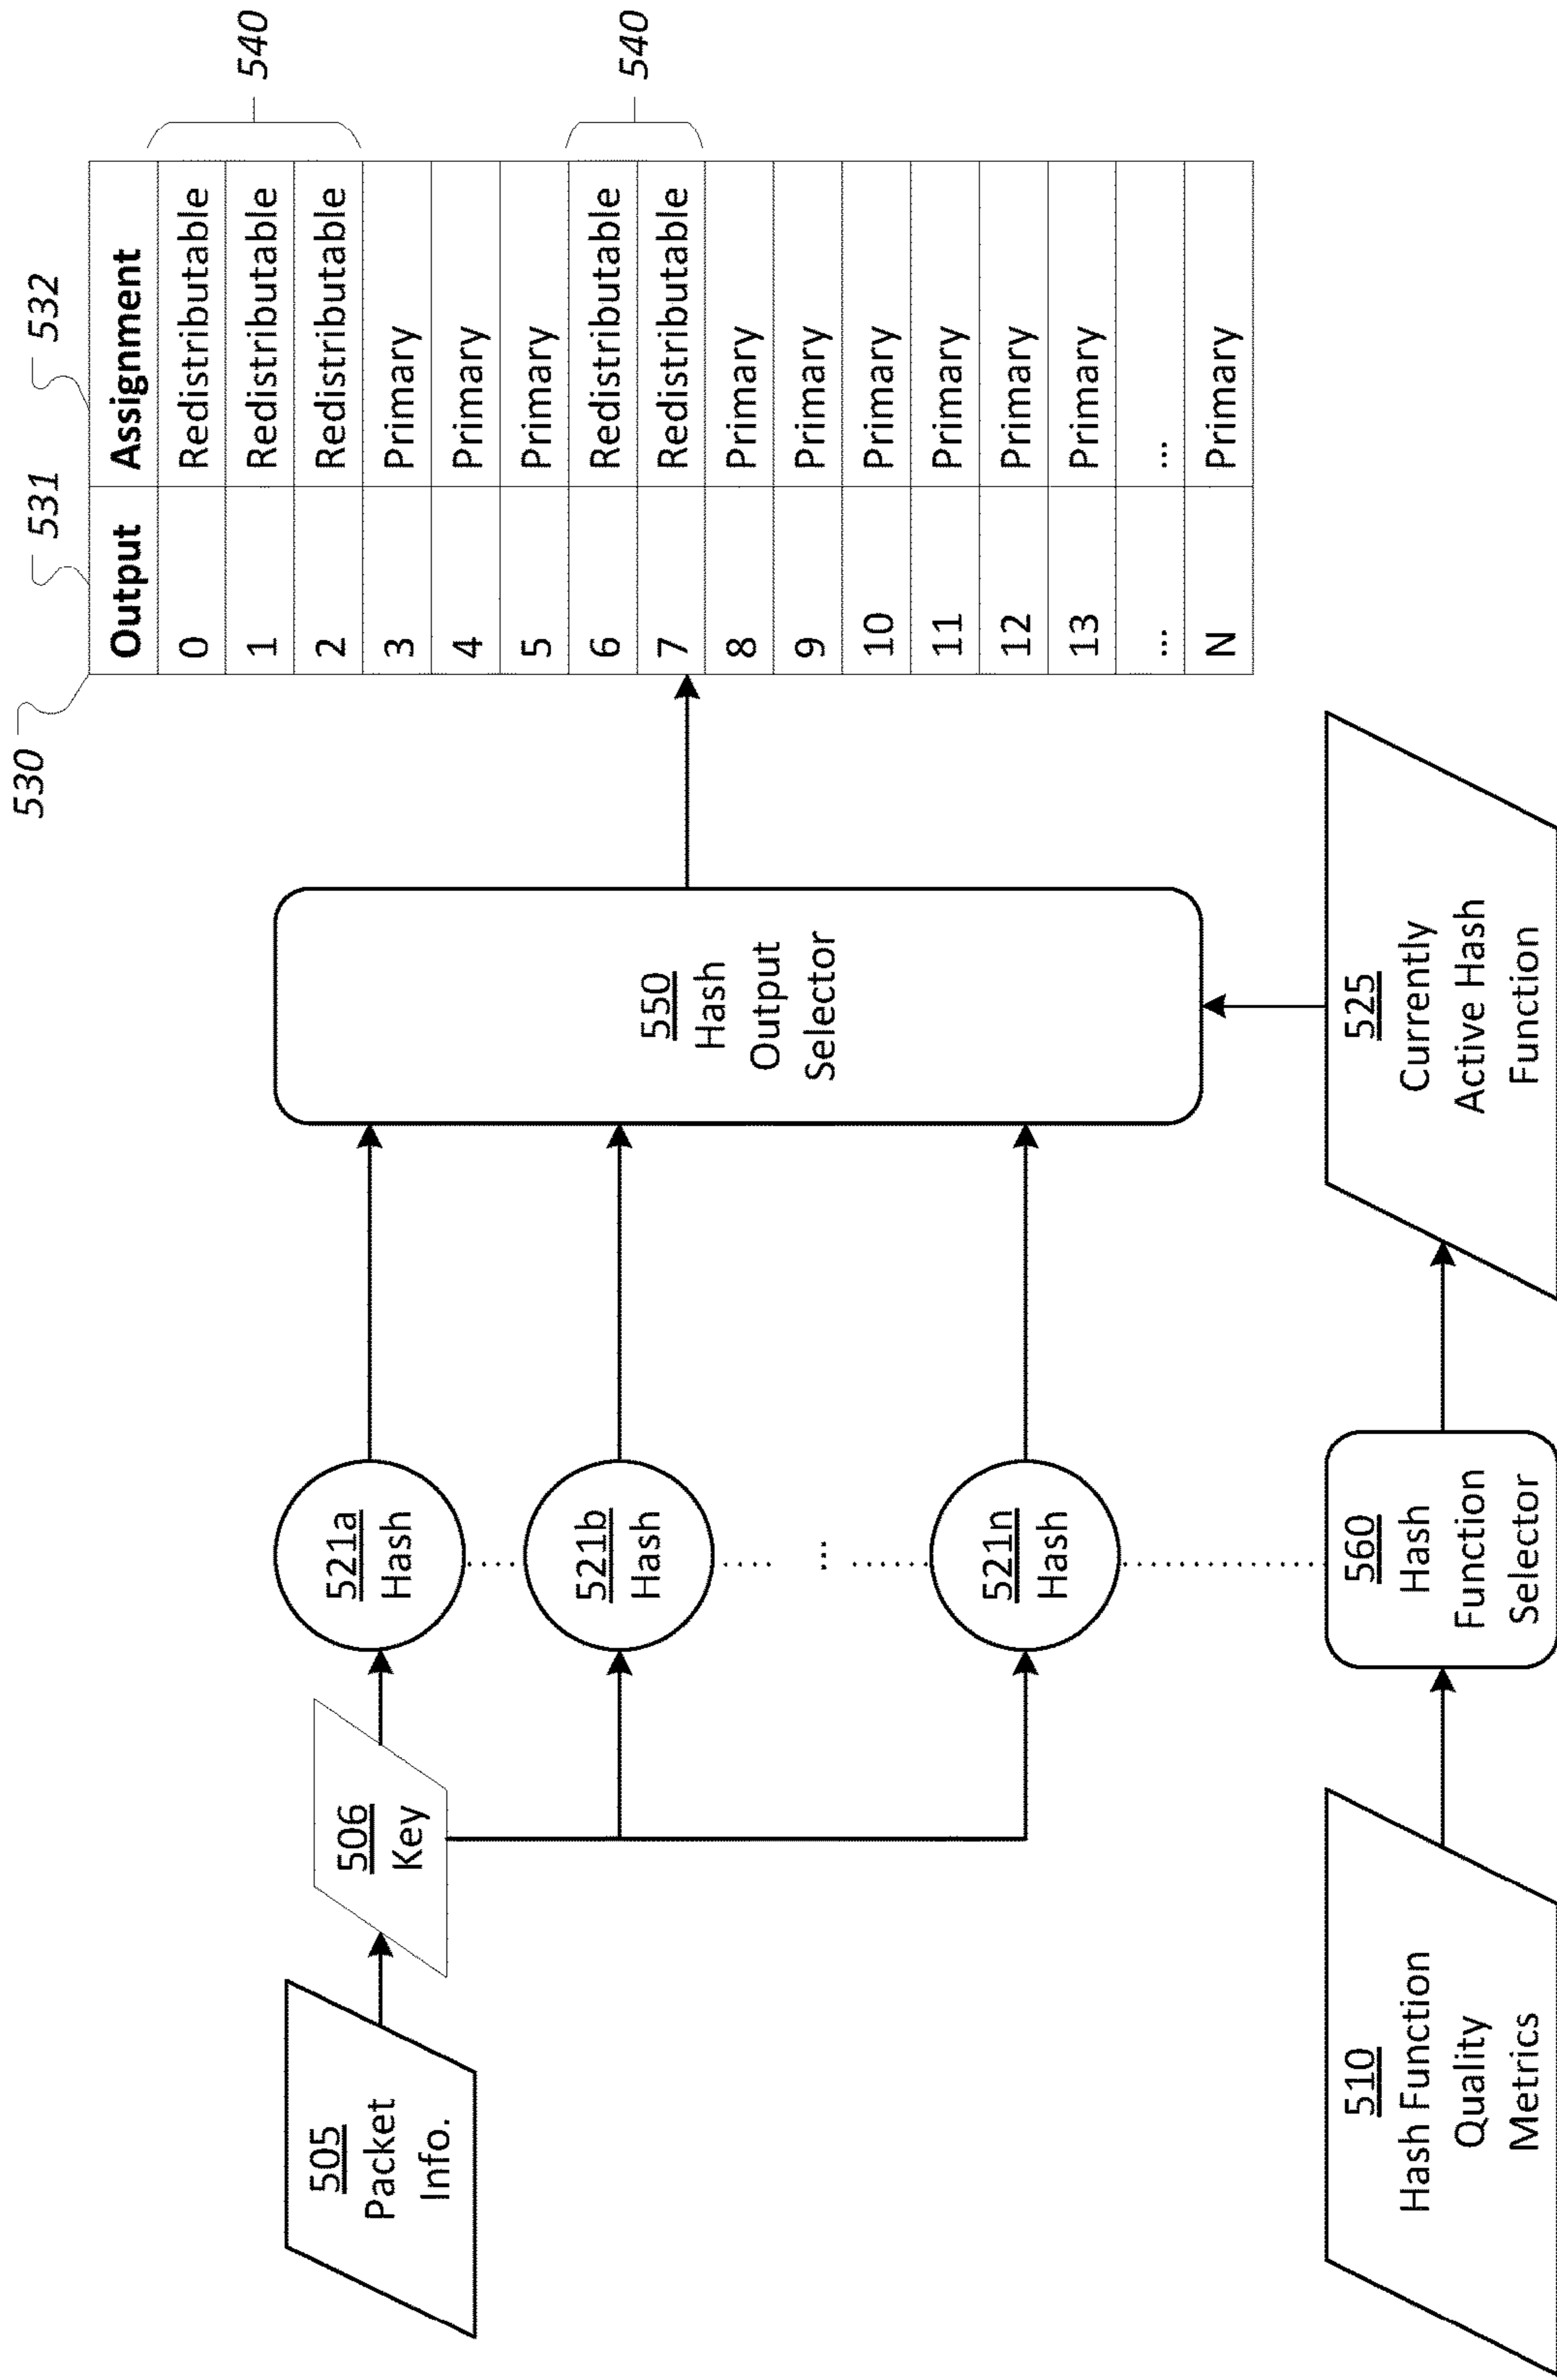 505
Packet
Info.
506
Key
521a
Hash
521b
Hash
...
521n
Hash
550
Hash
Output
Selector
510
Hash Function
Quality
Metrics
560
Hash
Function
Selector
525
Currently
Active Hash
Function
530
531
532
Output Assignment
0 Redistributable
1 Redistributable
2 Redistributable
3 Primary
4 Primary
5 Primary
6 Redistributable
7 Redistributable
8 Primary
9 Primary
10 Primary
11 Primary
12 Primary
13 Primary
... ...
N Primary
540
540